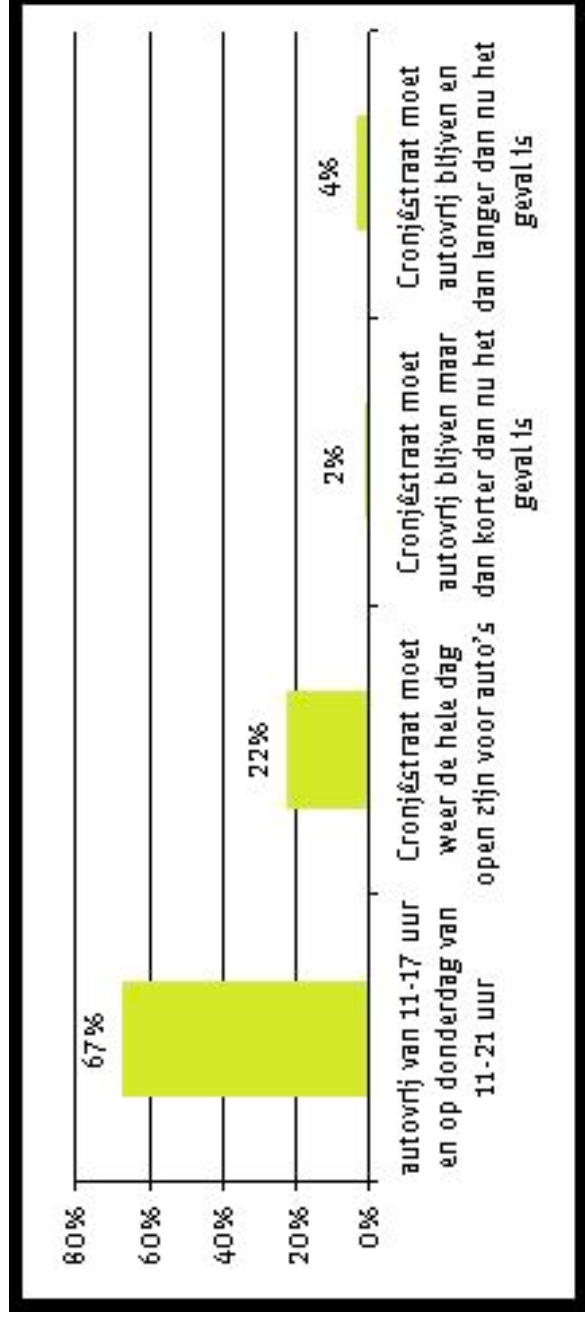 80%
60%
40%
20%
0%
67%
22%
2%
4%
autovrij van 11-17 uur
en op donderdag van
11-21 uur
Cronjéstraat moet
weer de hele dag
open zijn voor auto's
Cronjéstraat moet
autovrij blijven maar
dan korter dan nu het
geval is
Cronjéstraat moet
autovrij blijven en
dan langer dan nu het
geval is